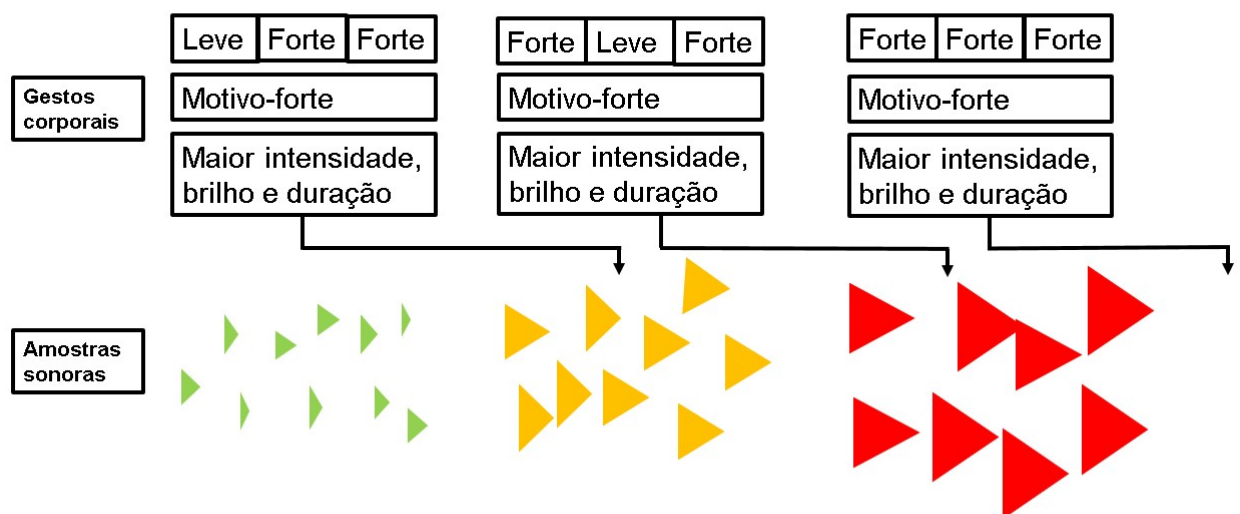 Leve Forte Forte
Forte Leve Forte
Forte Forte Forte
Gestos
corporais
Motivo-forte
Motivo-forte
Motivo-forte
Maior intensidade,
brilho e duração
Maior intensidade,
brilho e duração
Maior intensidade,
brilho e duração
Amostras
sonoras